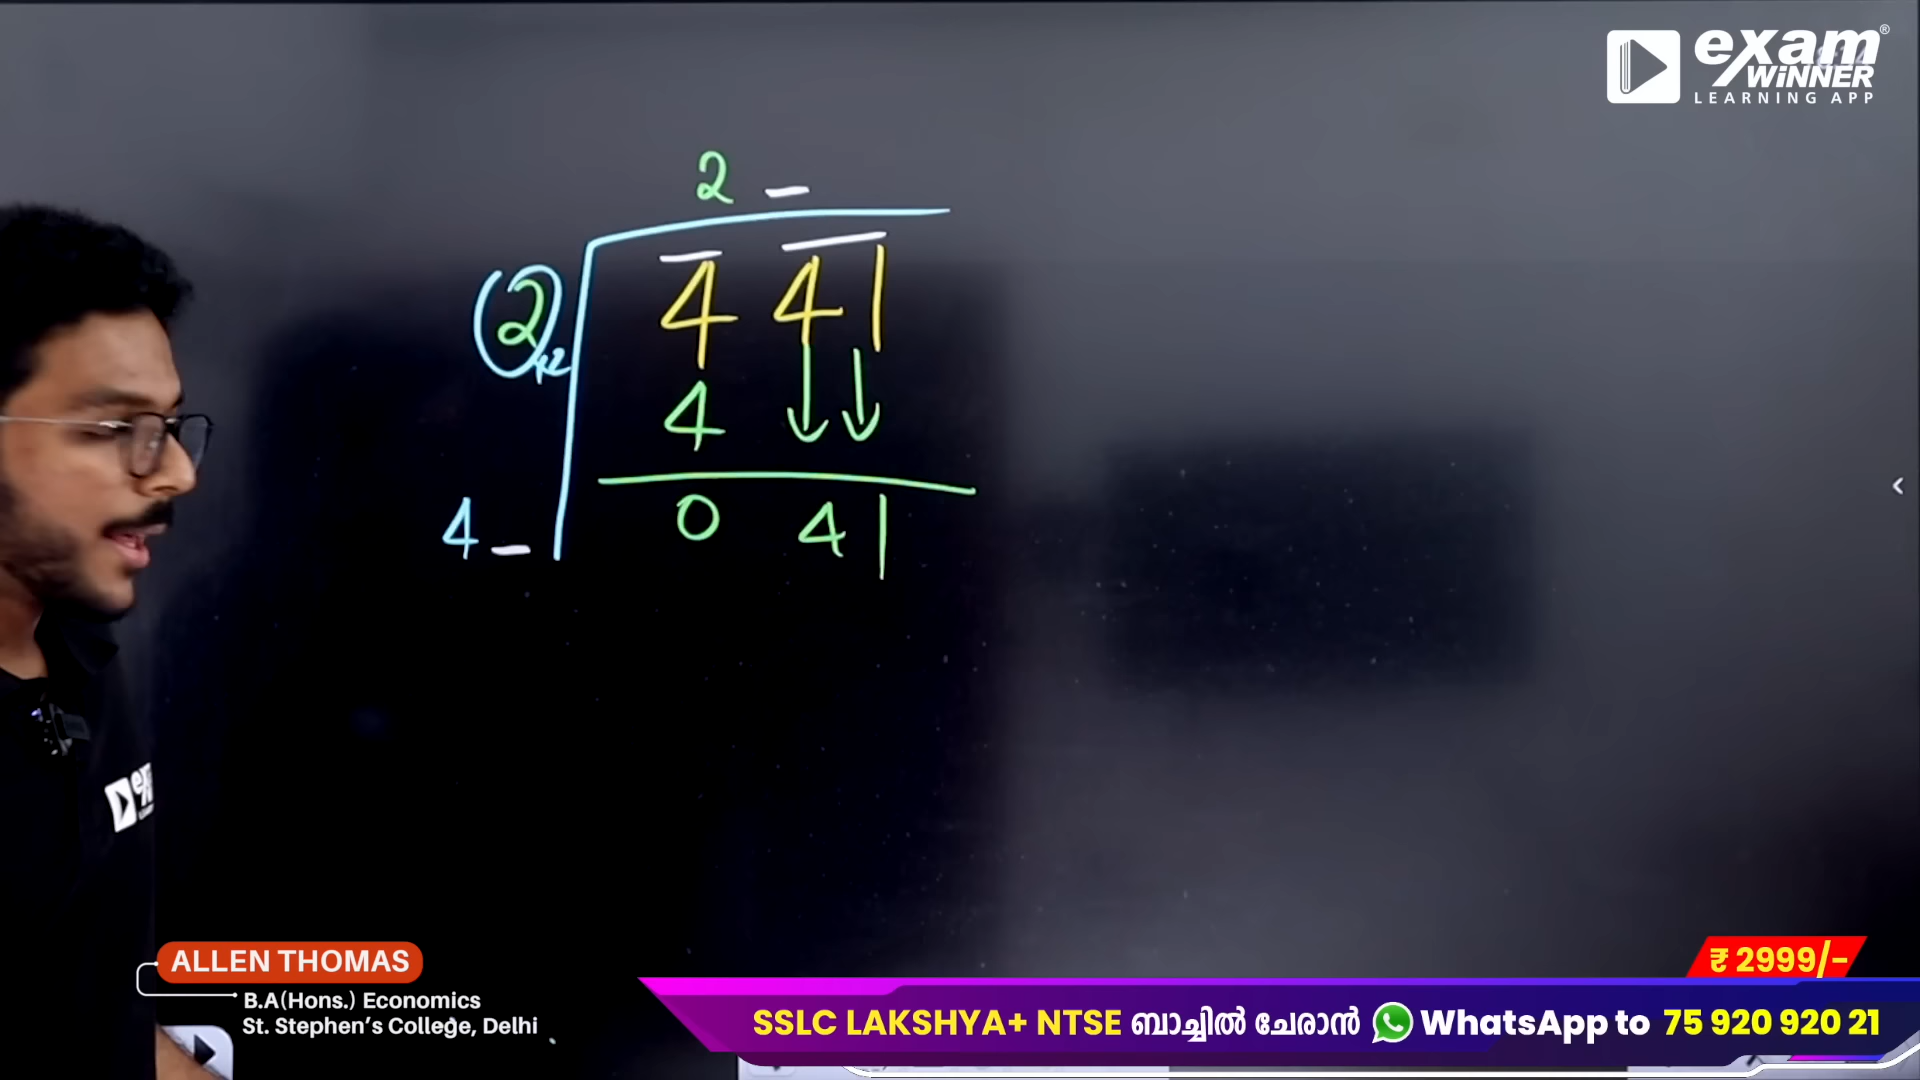 eXam
WiNNER
LEARNING APP
2 _
2 4 41
×2
4
4 _ 0 41
ALLEN THOMAS
B.A(Hons.) Economics
St. Stephen's College, Delhi
₹ 2999/-
SSLC LAKSHYA+ NTSE ബാച്ചിൽ ചേരാൻ WhatsApp to 75 920 920 21